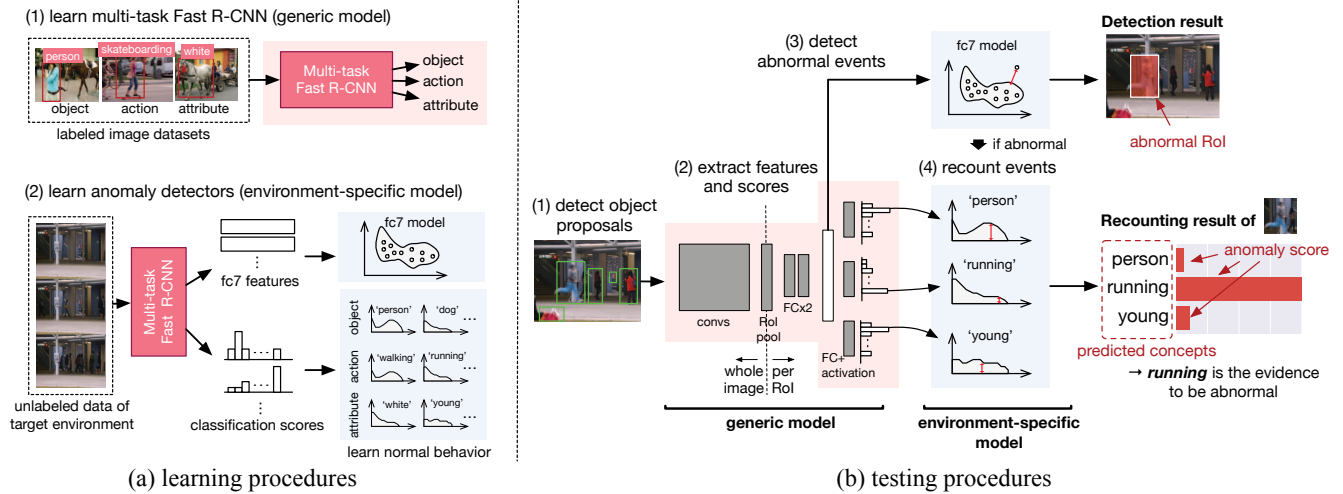 (1) learn multi-task Fast R-CNN (generic model)
person
skateboarding
white
object
action
attribute
labeled image datasets
Multi-task
Fast R-CNN
object
action
attribute
(2) learn anomaly detectors (environment-specific model)
unlabeled data of
target environment
Multi-task
Fast R-CNN
fc7 features
classification scores
fc7 model
object
'person'
'dog'
action
'walking'
'running'
attribute
'white'
'young'
learn normal behavior
(a) learning procedures
(1) detect object
proposals
(2) extract features
and scores
convs
RoI
pool
FCx2
FC+
activation
whole
image
per
RoI
generic model
(3) detect
abnormal events
fc7 model
if abnormal
(4) recount events
'person'
'running'
'young'
environment-specific
model
Detection result
abnormal RoI
Recounting result of
person
running
young
anomaly score
predicted concepts
→ running is the evidence
to be abnormal
(b) testing procedures